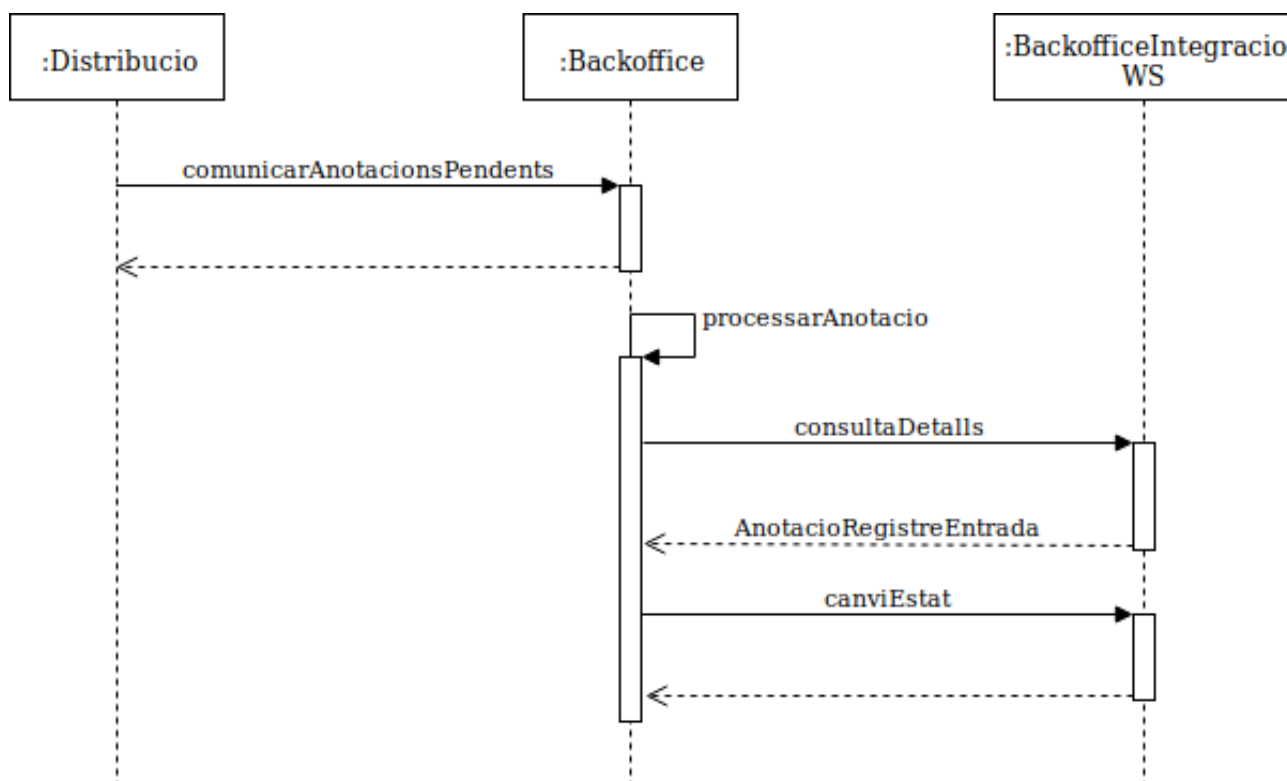 :Distribucio
:Backoffice
:BackofficeIntegracio
WS
comunicarAnotacionsPendents
processarAnotacio
consultaDetalls
AnotacioRegistreEntrada
canviEstat